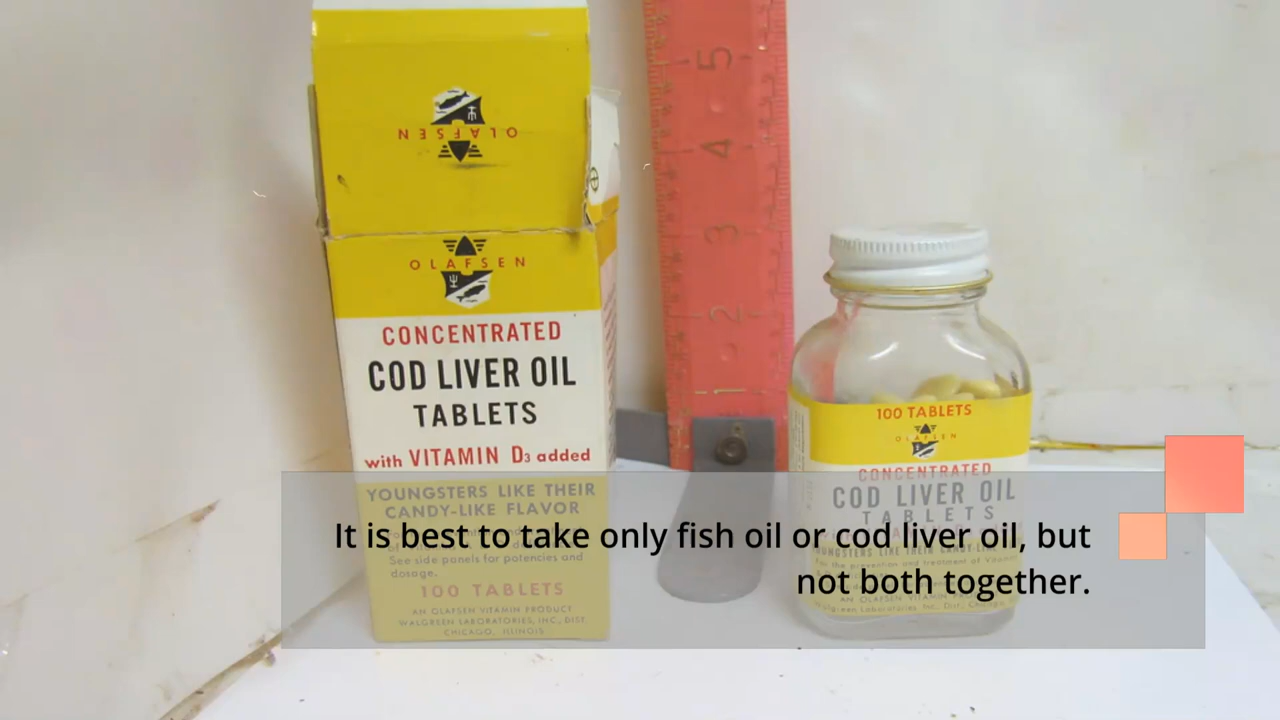 OLAFSEN
OLAFSEN
CONCENTRATED
COD LIVER OIL
TABLETS
with VITAMIN D3 added
YOUNGSTERS LIKE THEIR
CANDY-LIKE FLAVOR
See side panels for potencies and
dosage.
100 TABLETS
AN OLAFSEN VITAMIN PRODUCT
WALGREEN LABORATORIES, INC., DIST.
CHICAGO, ILLINOIS
5
4
3
2
1
100 TABLETS
OLAFSEN
CONCENTRATED
COD LIVER OIL
TABLETS
It is best to take only fish oil or cod liver oil, but
not both together.